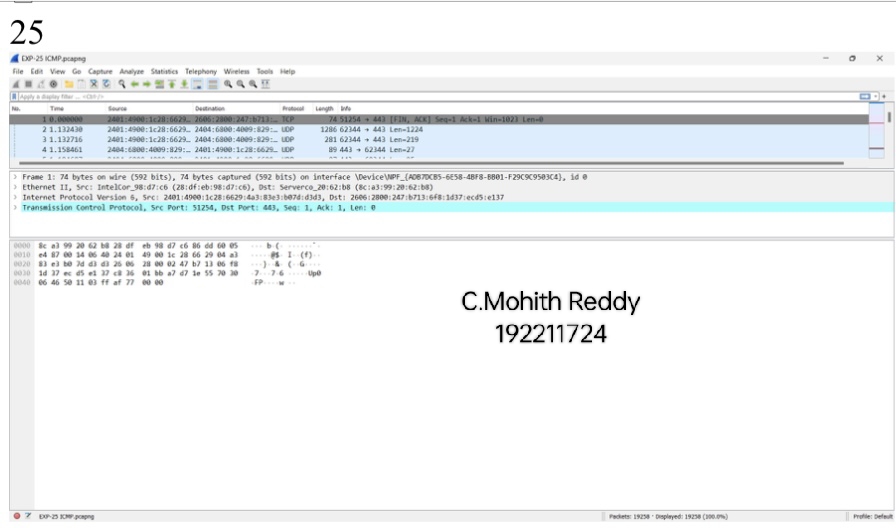 25
EXP-25 ICMP.pcapng
File Edit View Go Capture Analyze Statistics Telephony Wireless Tools Help
Apply a display filter ... <Ctrl-/>
No. Time Source Destination Protocol Length Info
1 0.000000 2401:4900:1c28:6629… 2606:2800:247:b713:… TCP 74 51254 → 443 [FIN, ACK] Seq=1 Ack=1 Win=1023 Len=0
2 1.132430 2401:4900:1c28:6629… 2404:6800:4009:829:… UDP 1286 62344 → 443 Len=1224
3 1.132716 2401:4900:1c28:6629… 2404:6800:4009:829:… UDP 281 62344 → 443 Len=219
4 1.158461 2404:6800:4009:829:… 2401:4900:1c28:6629… UDP 89 443 → 62344 Len=27
Frame 1: 74 bytes on wire (592 bits), 74 bytes captured (592 bits) on interface \Device\NPF_{ADB7DCB5-6E58-4BF8-BB01-F29C9C9503C4}, id 0
Ethernet II, Src: IntelCor_98:d7:c6 (28:df:eb:98:d7:c6), Dst: Serverco_20:62:b8 (8c:a3:99:20:62:b8)
Internet Protocol Version 6, Src: 2401:4900:1c28:6629:4a3:83e3:b07d:d3d3, Dst: 2606:2800:247:b713:6f8:1d37:ecd5:e137
Transmission Control Protocol, Src Port: 51254, Dst Port: 443, Seq: 1, Ack: 1, Len: 0
0000 8c a3 99 20 62 b8 28 df eb 98 d7 c6 86 dd 60 05
0010 e4 87 00 14 06 40 24 01 49 00 1c 28 66 29 04 a3
0020 83 e3 b0 7d d3 d3 26 06 28 00 02 47 b7 13 06 f8
0030 1d 37 ec d5 e1 37 c8 36 01 bb a7 d7 1e 55 70 30
0040 06 46 50 11 03 ff af 77 00 00
C.Mohith Reddy
192211724
EXP-25 ICMP.pcapng Packets: 19258 · Displayed: 19258 (100.0%) Profile: Default